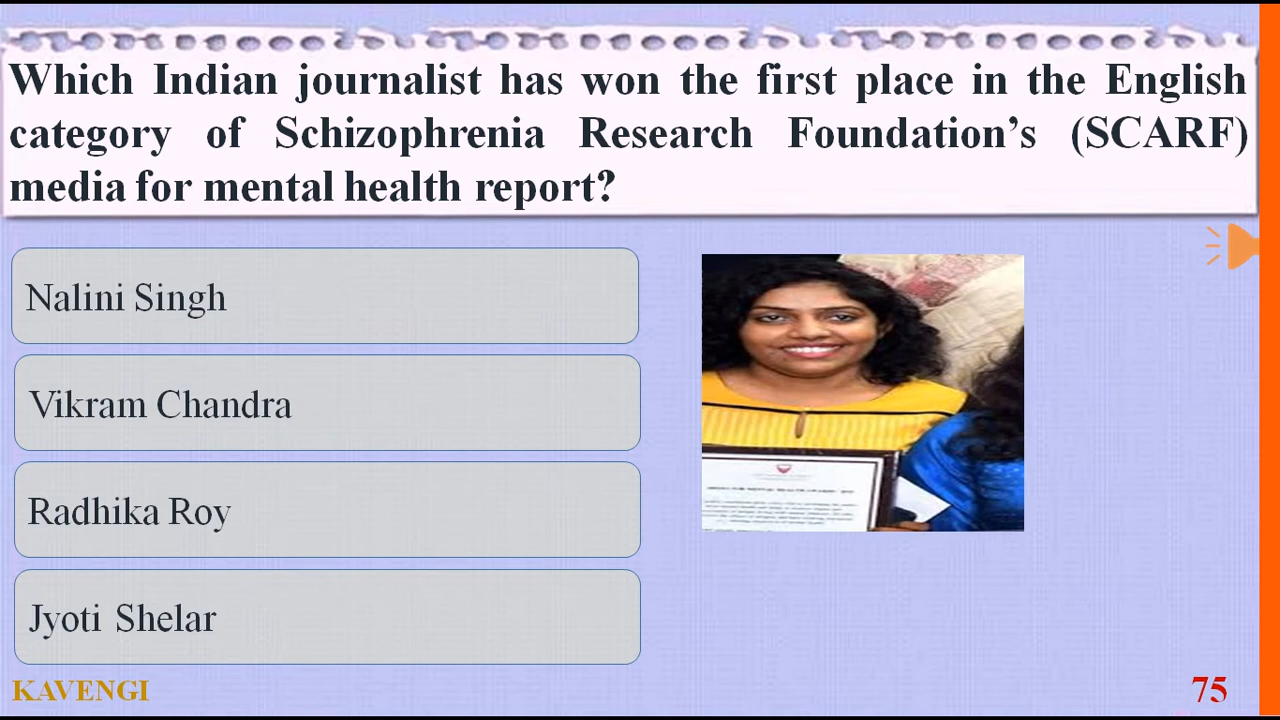 Which Indian journalist has won the first place in the English
category of Schizophrenia Research Foundation’s (SCARF)
media for mental health report?
Nalini Singh
Vikram Chandra
Radhika Roy
Jyoti Shelar
KAVENGI
75